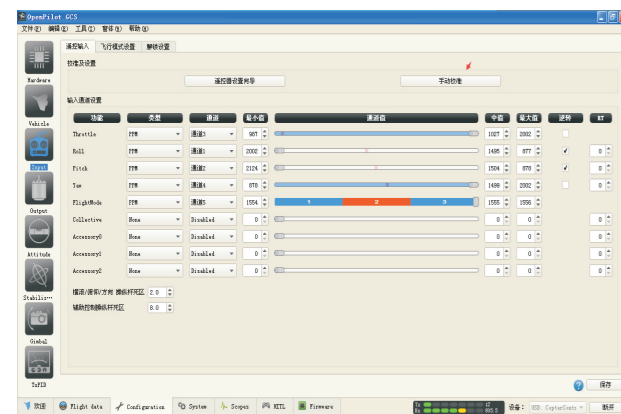 OpenPilot GCS
文件(F) 编辑(E) 工具(T) 窗体(W) 帮助(H)
遥控输入 飞行模式设置 解锁设置
校准及设置
遥控器设置向导 手动校准
输入通道设置
功能 类型 通道 最小值 通道值 中值 最大值 逆转 RT
Throttle PPM 通道3 987 1027 2002
Roll PPM 通道1 2002 1495 877 0
Pitch PPM 通道2 2124 1504 878 0
Yaw PPM 通道4 878 1499 2002 0
FlightMode PPM 通道5 1554 1 2 3 1555 1556
Collective None Disabled 0 0 0 0
Accessory0 None Disabled 0 0 0 0
Accessory1 None Disabled 0 0 0 0
Accessory2 None Disabled 0 0 0 0
横滚/俯仰/方向 操纵杆死区 2.0
辅助控制操纵杆死区 8.0
Hardware
Vehicle
Input
Output
Attitude
Stabiliz…
Gimbal
TxPID
保存
欢迎 Flight data Configuration System Scopes HITL Firmware Tx Rx 设备: USB: CopterContr 断开